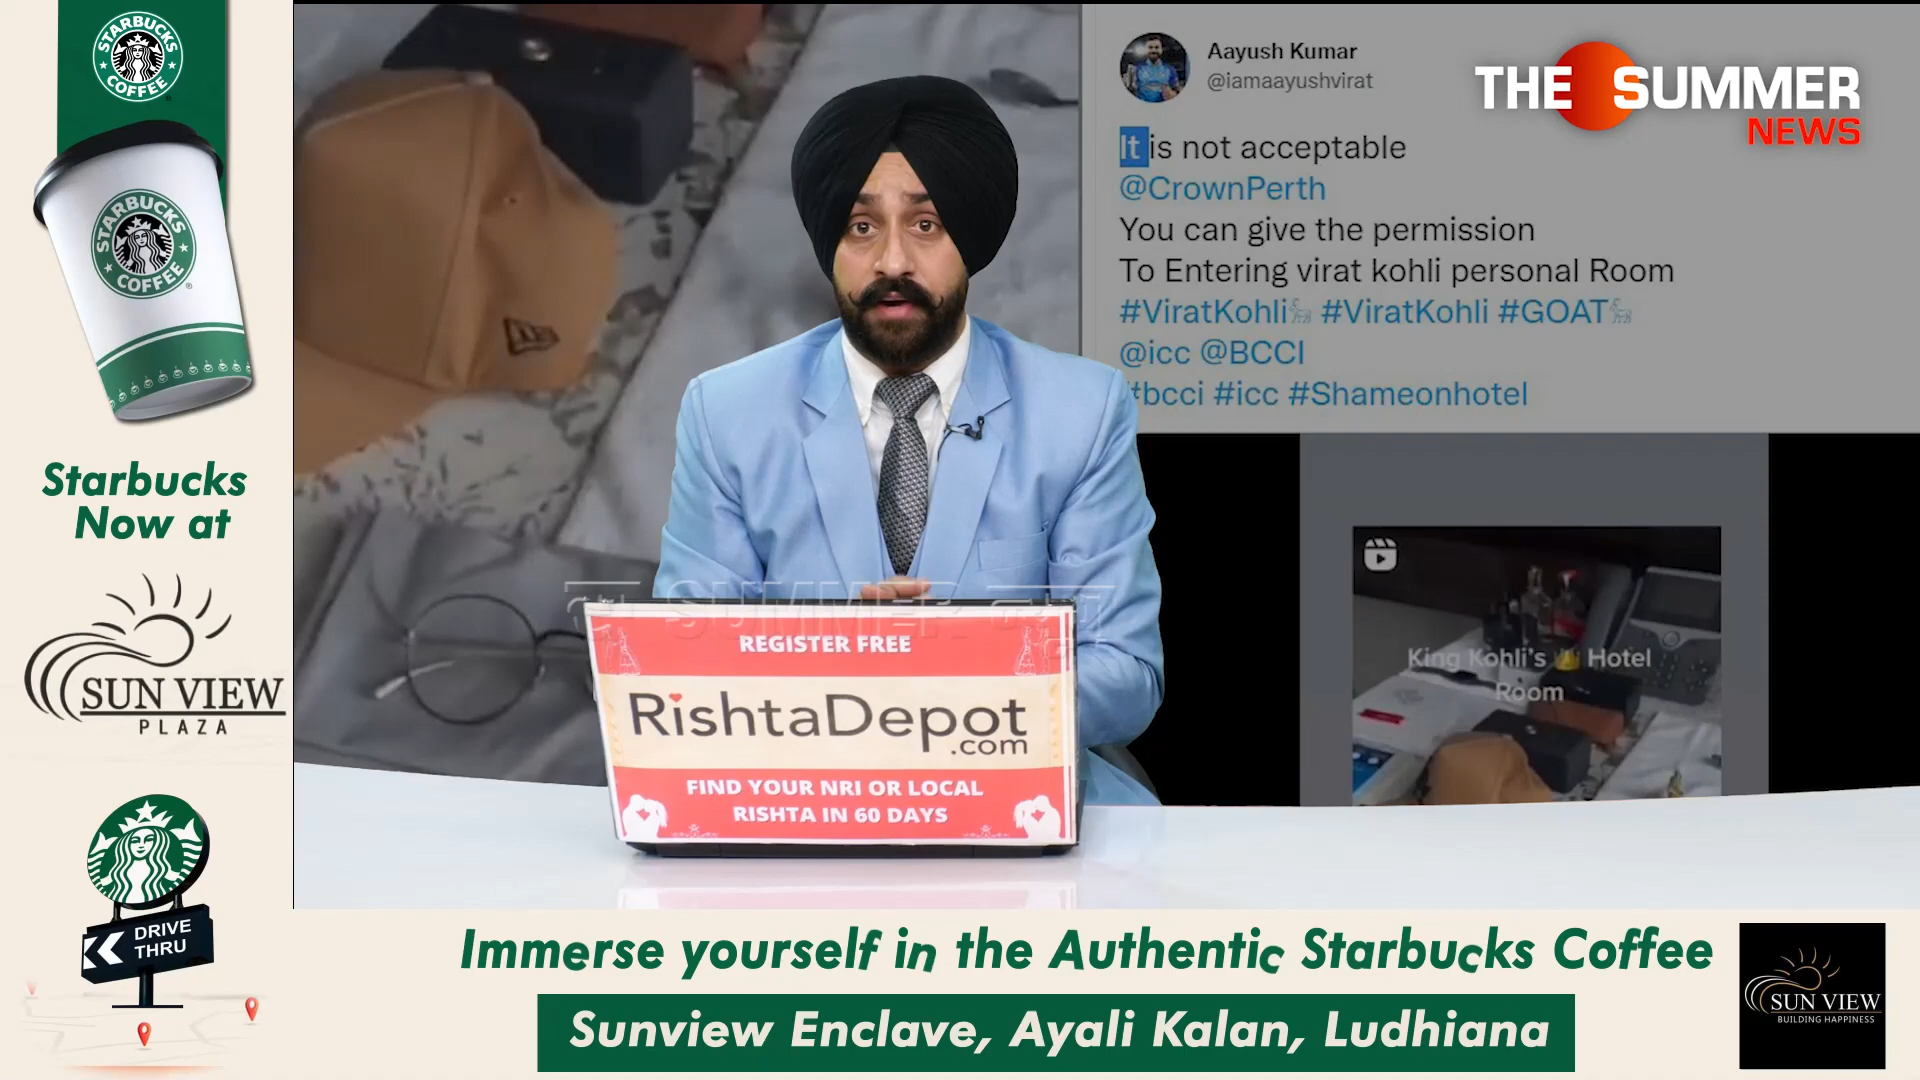 STARBUCKS
COFFEE
STARBUCKS
COFFEE
Starbucks
Now at
SUN VIEW
PLAZA
DRIVE
THRU
Aayush Kumar
@iamaayushvirat
It is not acceptable
@CrownPerth
You can give the permission
To Entering virat kohli personal Room
#ViratKohli #ViratKohli #GOAT
@icc @BCCI
#bcci #icc #Shameonhotel
THE SUMMER
NEWS
King Kohli's Hotel
Room
SUMMER
REGISTER FREE
RishtaDepot
.com
FIND YOUR NRI OR LOCAL
RISHTA IN 60 DAYS
Immerse yourself in the Authentic Starbucks Coffee
Sunview Enclave, Ayali Kalan, Ludhiana
SUN VIEW
BUILDING HAPPINESS